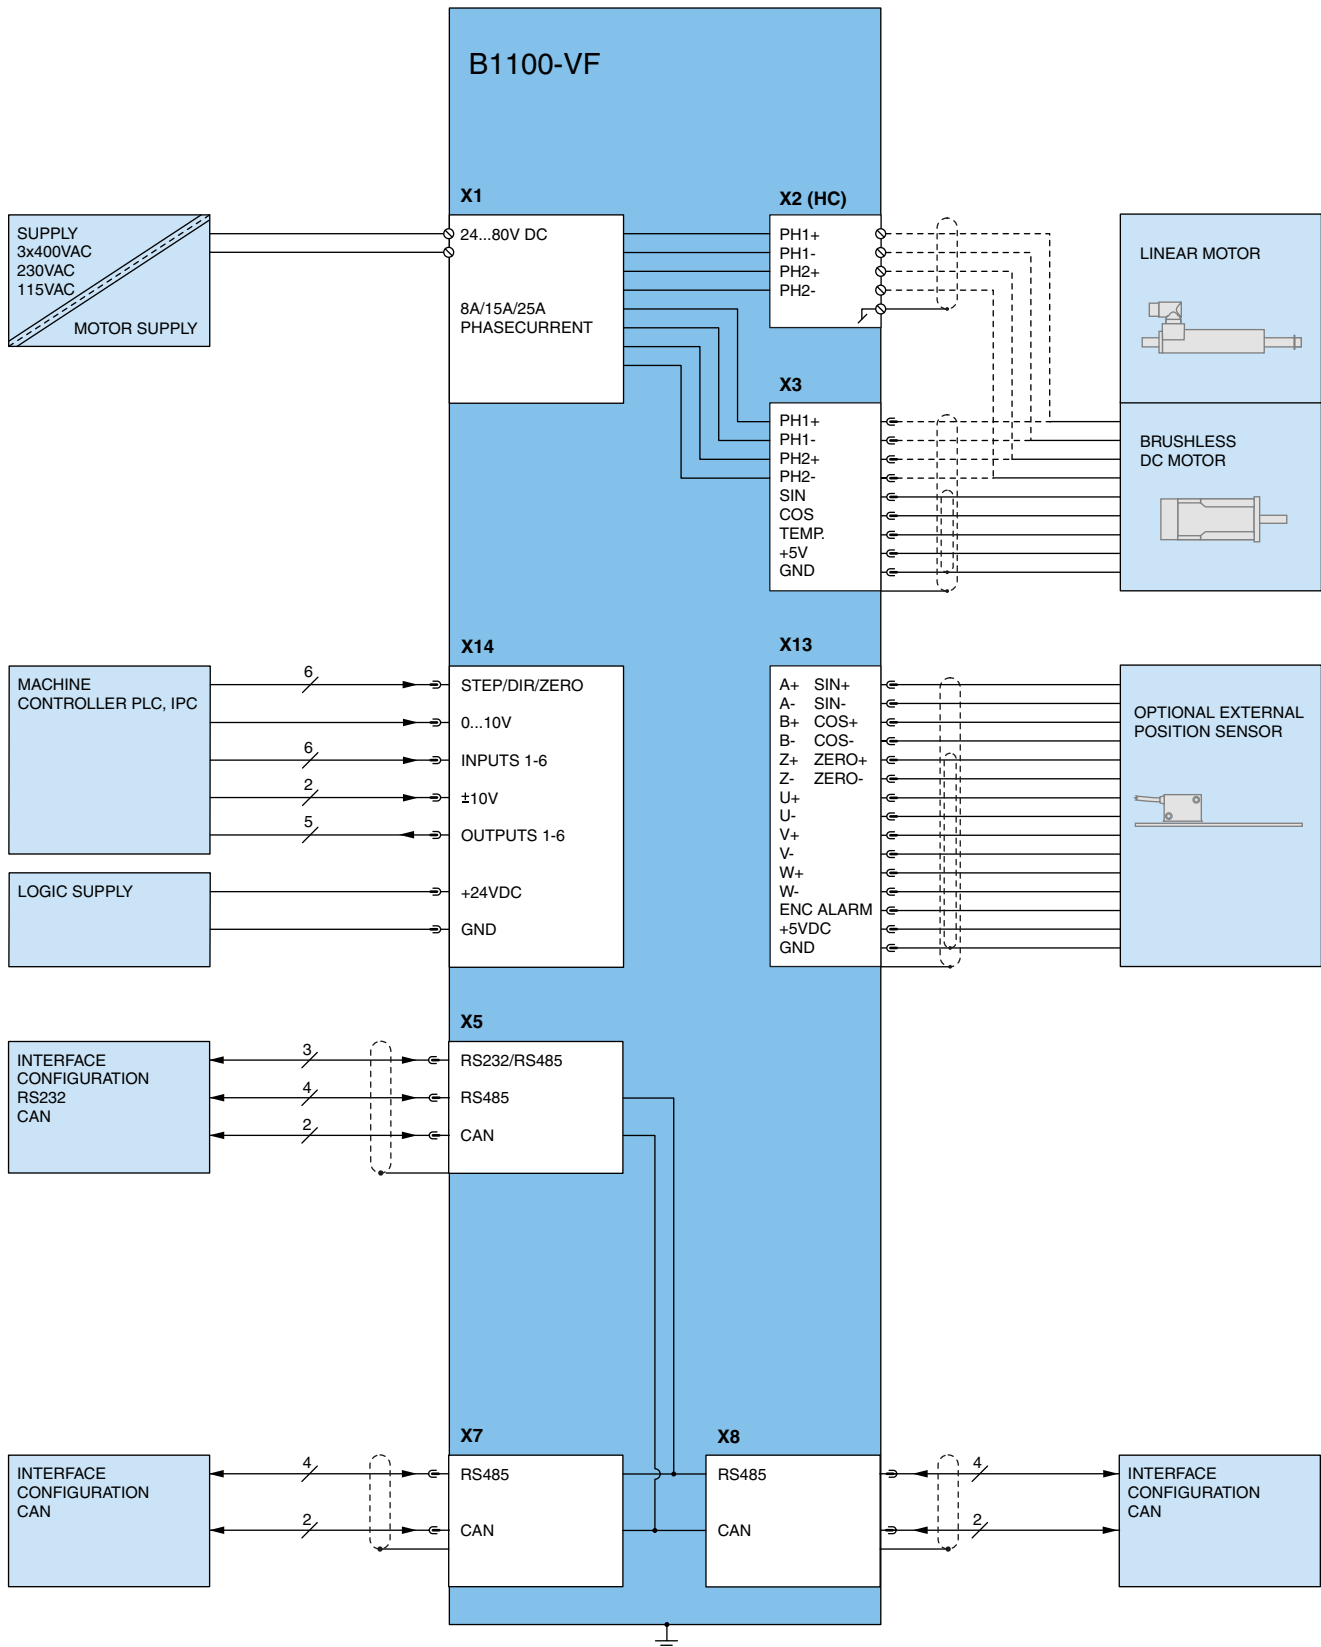 B1100-VF
X1
X2 (HC)
SUPPLY
3x400VAC
230VAC
115VAC
MOTOR SUPPLY
24...80V DC
8A/15A/25A
PHASECURRENT
PH1+
PH1-
PH2+
PH2-
LINEAR MOTOR
X3
PH1+
PH1-
PH2+
PH2-
SIN
COS
TEMP.
+5V
GND
BRUSHLESS
DC MOTOR
X14
MACHINE
CONTROLLER PLC, IPC
6
6
2
5
STEP/DIR/ZERO
0...10V
INPUTS 1-6
±10V
OUTPUTS 1-6
LOGIC SUPPLY
+24VDC
GND
X13
A+ SIN+
A- SIN-
B+ COS+
B- COS-
Z+ ZERO+
Z- ZERO-
U+
U-
V+
V-
W+
W-
ENC ALARM
+5VDC
GND
OPTIONAL EXTERNAL
POSITION SENSOR
X5
INTERFACE
CONFIGURATION
RS232
CAN
3
4
2
RS232/RS485
RS485
CAN
X7
INTERFACE
CONFIGURATION
CAN
4
2
RS485
CAN
X8
RS485
CAN
4
2
INTERFACE
CONFIGURATION
CAN